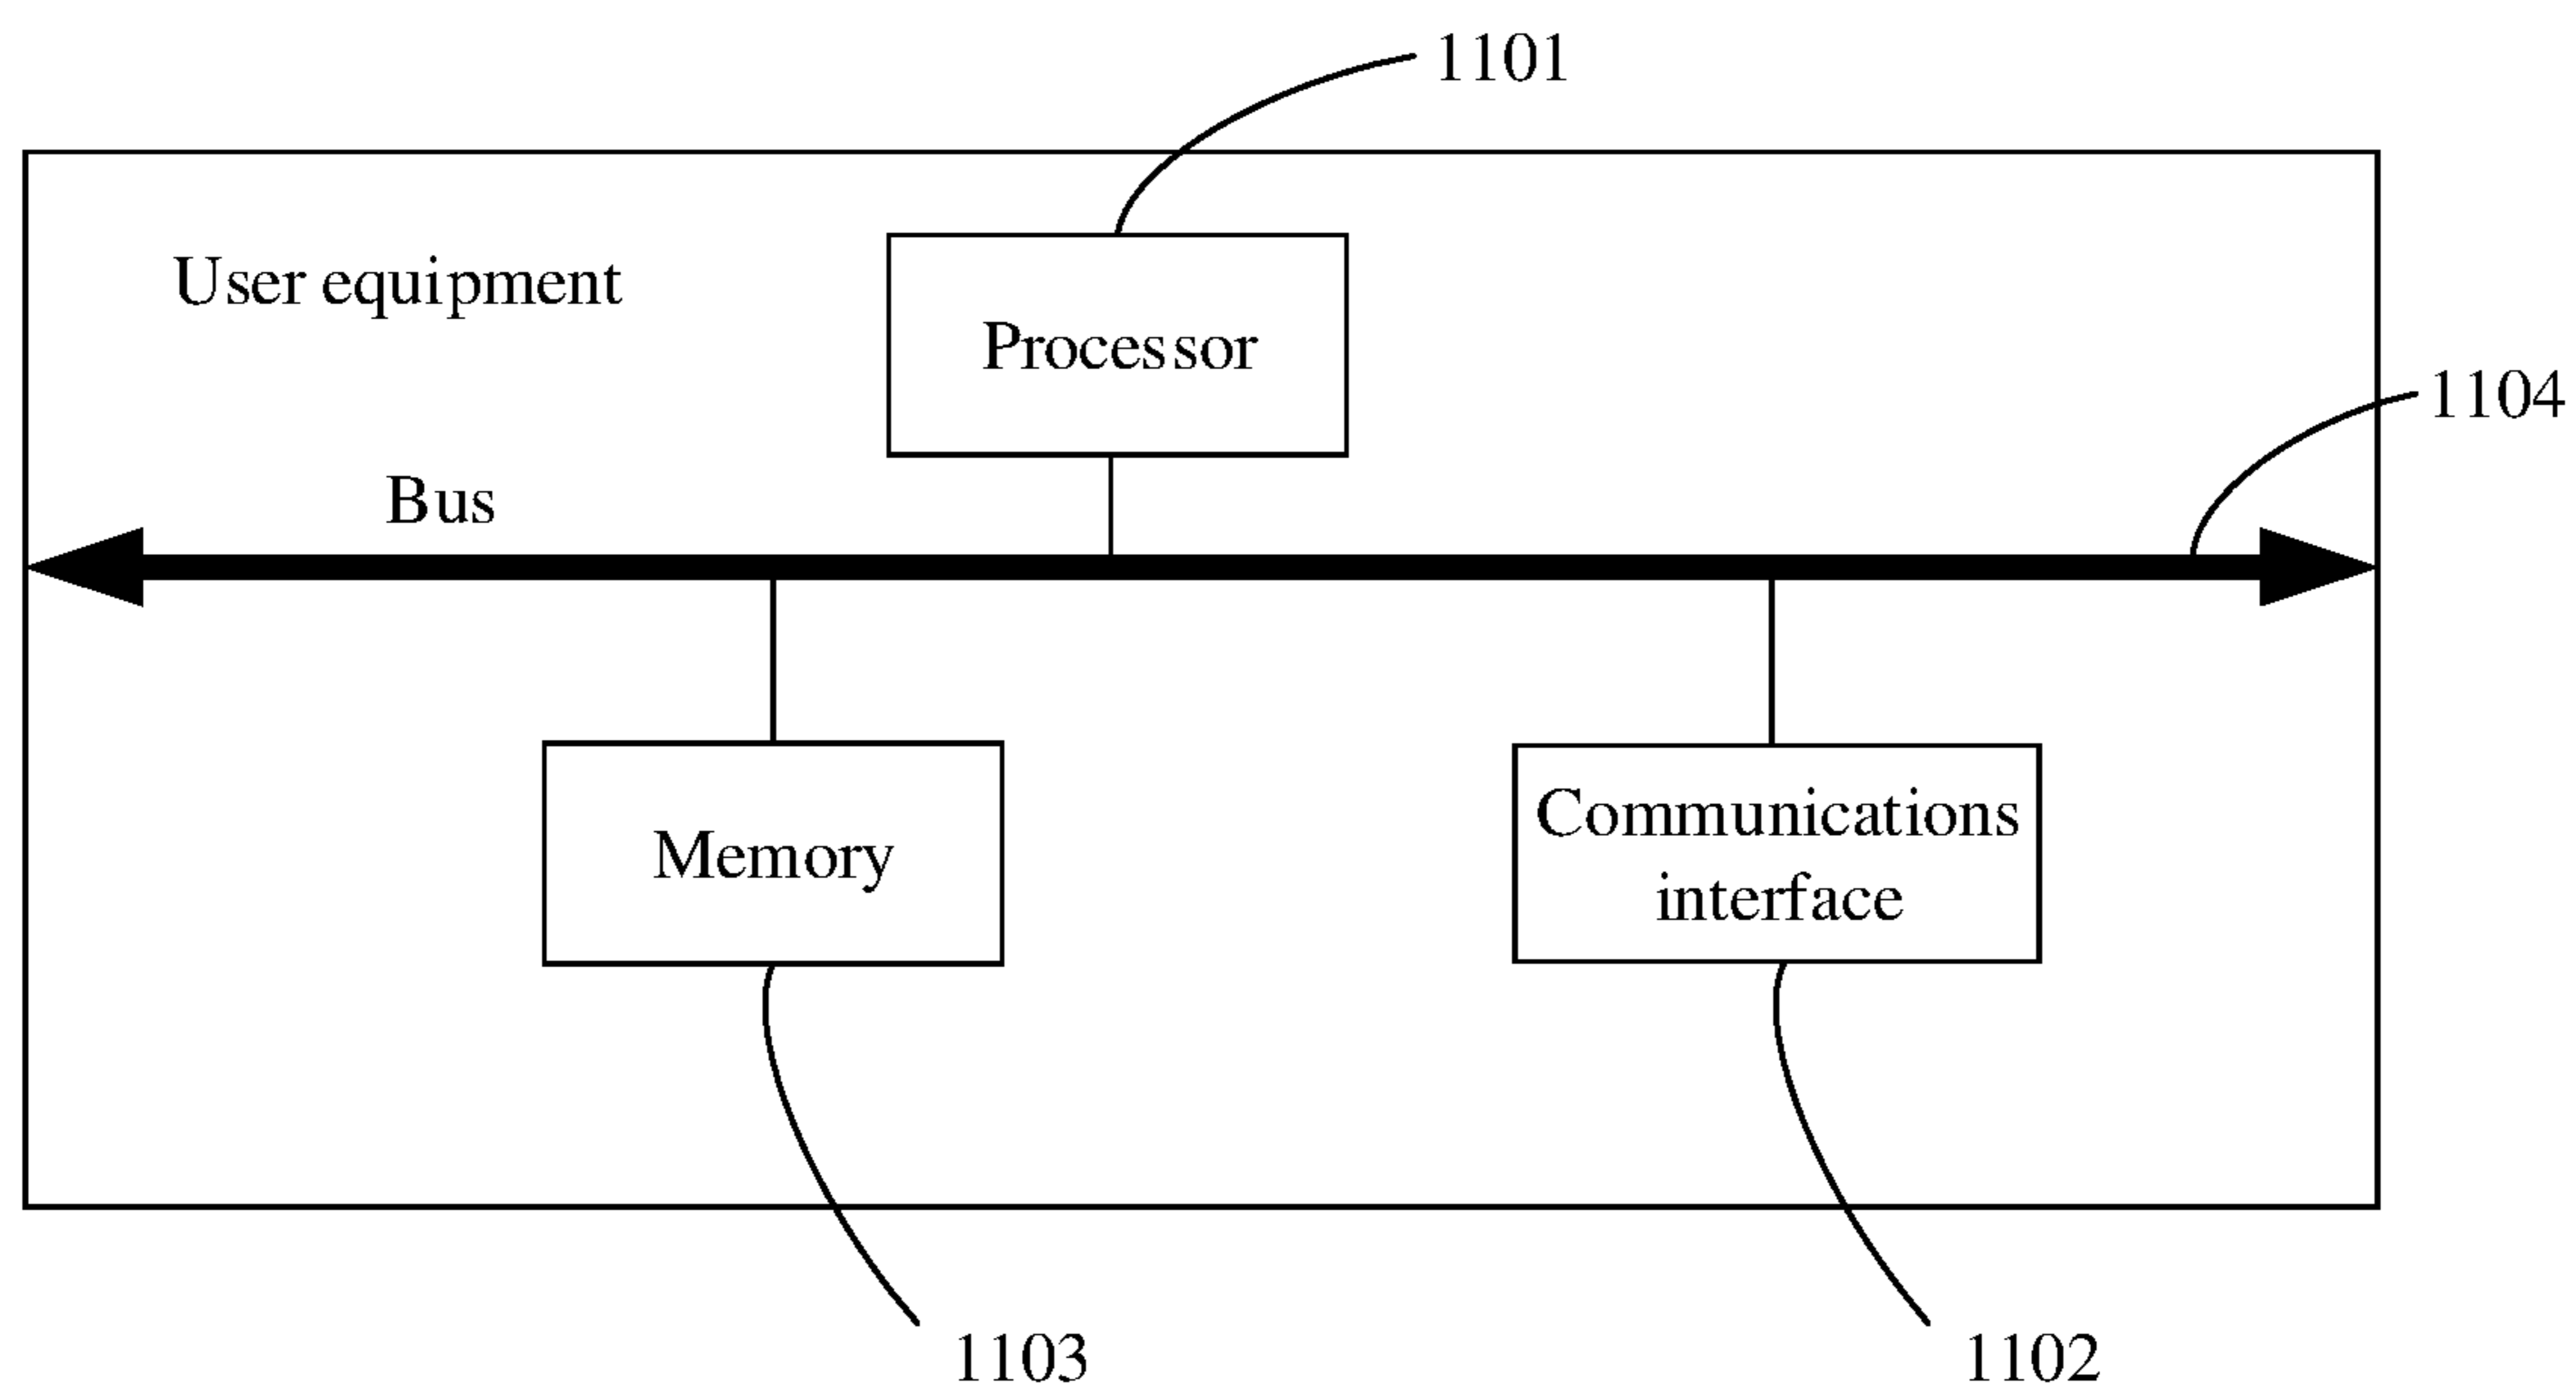 1101
User equipment
Processor
1104
Bus
Memory
Communications
interface
1103
1102